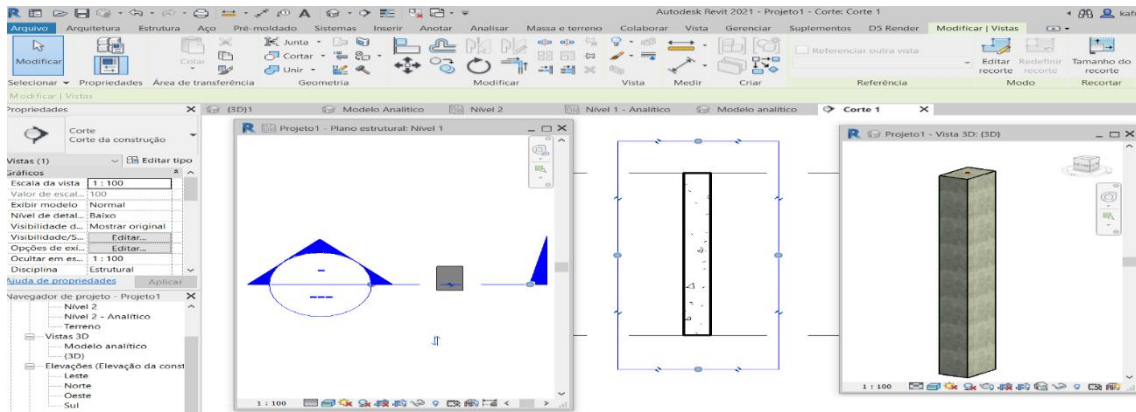 Autodesk Revit 2021 - Projeto1 - Corte: Corte 1
Arquivo Arquitetura Estrutura Aço Pré-moldado Sistemas Inserir Anotar Analisar Massa e terreno Colaborar Vista Gerenciar Suplementos D5 Render Modificar | Vistas
Modificar
Colar
Junta
Cortar
Unir
Referenciar outra vista
Editar recorte
Redefinir recorte
Tamanho do recorte
Selecionar Propriedades Área de transferência Geometria Modificar Vista Medir Criar Referência Modo Recortar
Modificar | Vistas
Propriedades
{3D}1 Modelo Analítico Nível 2 Nível 1 - Analítico Modelo analítico Corte 1
Corte
Corte da construção
Vistas (1) Editar tipo
Gráficos
Escala da vista 1 : 100
Valor de escal... 100
Exibir modelo Normal
Nível de detal... Baixo
Visibilidade d... Mostrar original
Visibilidade/S... Editar...
Opções de exi... Editar...
Ocultar em es... 1 : 100
Disciplina Estrutural
Ajuda de propriedades Aplicar
Navegador de projeto - Projeto1
Nível 2
Nível 2 - Analítico
Terreno
Vistas 3D
Modelo analítico
{3D}
Elevações (Elevação da const
Leste
Norte
Oeste
Sul
Projeto1 - Plano estrutural: Nível 1
1 : 100
Projeto1 - Vista 3D: {3D}
1 : 100